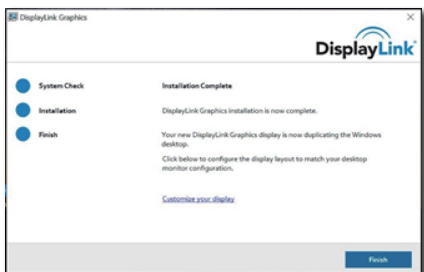 DisplayLink Graphics
DisplayLink
System Check
Installation
Finish
Installation Complete
DisplayLink Graphics installation is now complete.
Your new DisplayLink Graphics display is now duplicating the Windows
desktop.
Click below to configure the display layout to match your desktop
monitor configuration.
Customize your display
Finish